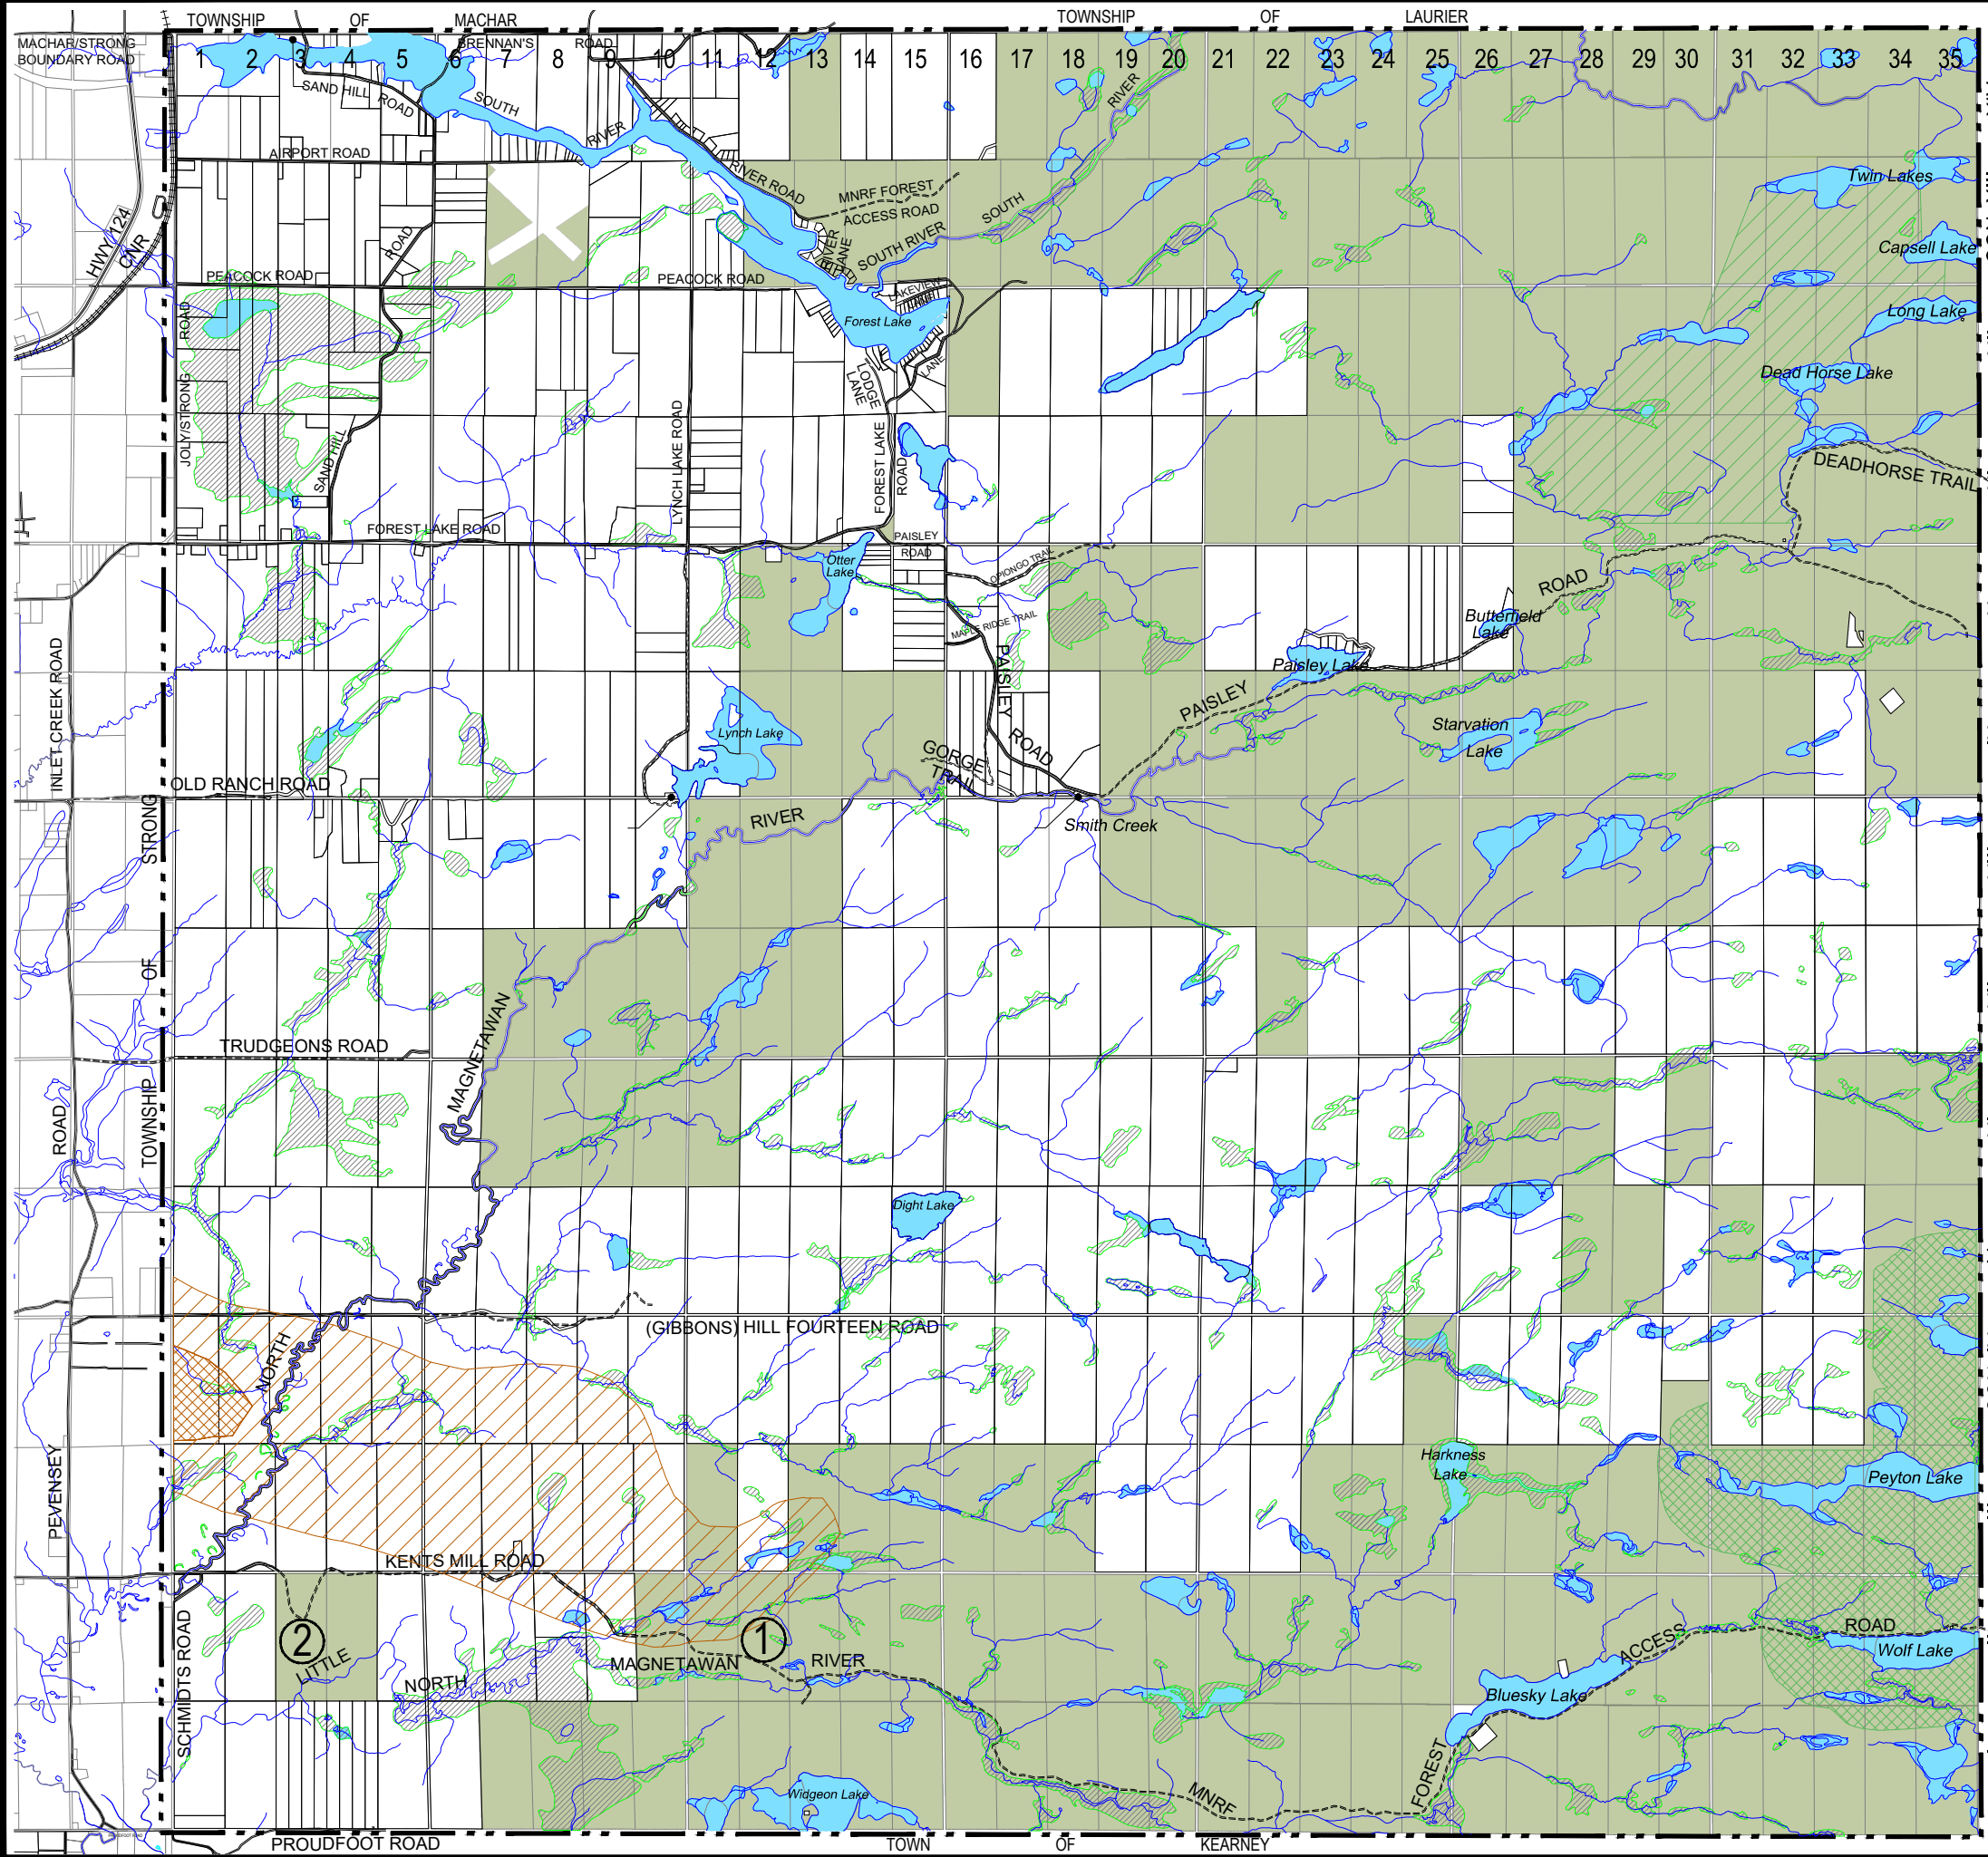 TOWNSHIP OF MACHAR
TOWNSHIP OF LAURIER
MACHAR/STRONG
BOUNDARY ROAD
BRENNAN'S ROAD
1 2 3 4 5 6 7 8 9 10 11 12 13 14 15 16 17 18 19 20 21 22 23 24 25 26 27 28 29 30 31 32 33 34 35
SAND HILL ROAD
SOUTH RIVER
RIVER
AIRPORT ROAD
RIVER ROAD
MNRF FOREST
ACCESS ROAD
SOUTH
SOUTH RIVER
RIVER
LANE
Twin Lakes
HWY 124
CNR
ROAD
Capsell Lake
PEACOCK ROAD
PEACOCK ROAD
LAKEVIEW
LANE
Forest Lake
Long Lake
JOLY/STRONG ROAD
LODGE
LANE
LANE
Dead Horse Lake
SAND HILL
LYNCH LAKE ROAD
FOREST LAKE
ROAD
DEADHORSE TRAIL
FOREST LAKE ROAD
PAISLEY
ROAD
Otter
Lake
OPIONGO TRAIL
ROAD
MAPLE RIDGE TRAIL
Butterfield
Lake
INLET CREEK ROAD
PAISLEY
Paisley Lake
PAISLEY
Lynch Lake
Starvation
Lake
ROAD
GORGE
TRAIL
OLD RANCH ROAD
STRONG
RIVER
Smith Creek
OF
MAGNETAWAN
TRUDGEONS ROAD
ROAD
TOWNSHIP
Dight Lake
(GIBBONS) HILL FOURTEEN ROAD
NORTH
PEVENSEY
Harkness
Lake
Peyton Lake
KENTS MILL ROAD
SCHMIDTS ROAD
2
1
LITTLE
NORTH
MAGNETAWAN
RIVER
ACCESS
ROAD
Wolf Lake
Bluesky Lake
FOREST
MNRF
Widgeon Lake
PROUDFOOT ROAD
TOWN OF KEARNEY